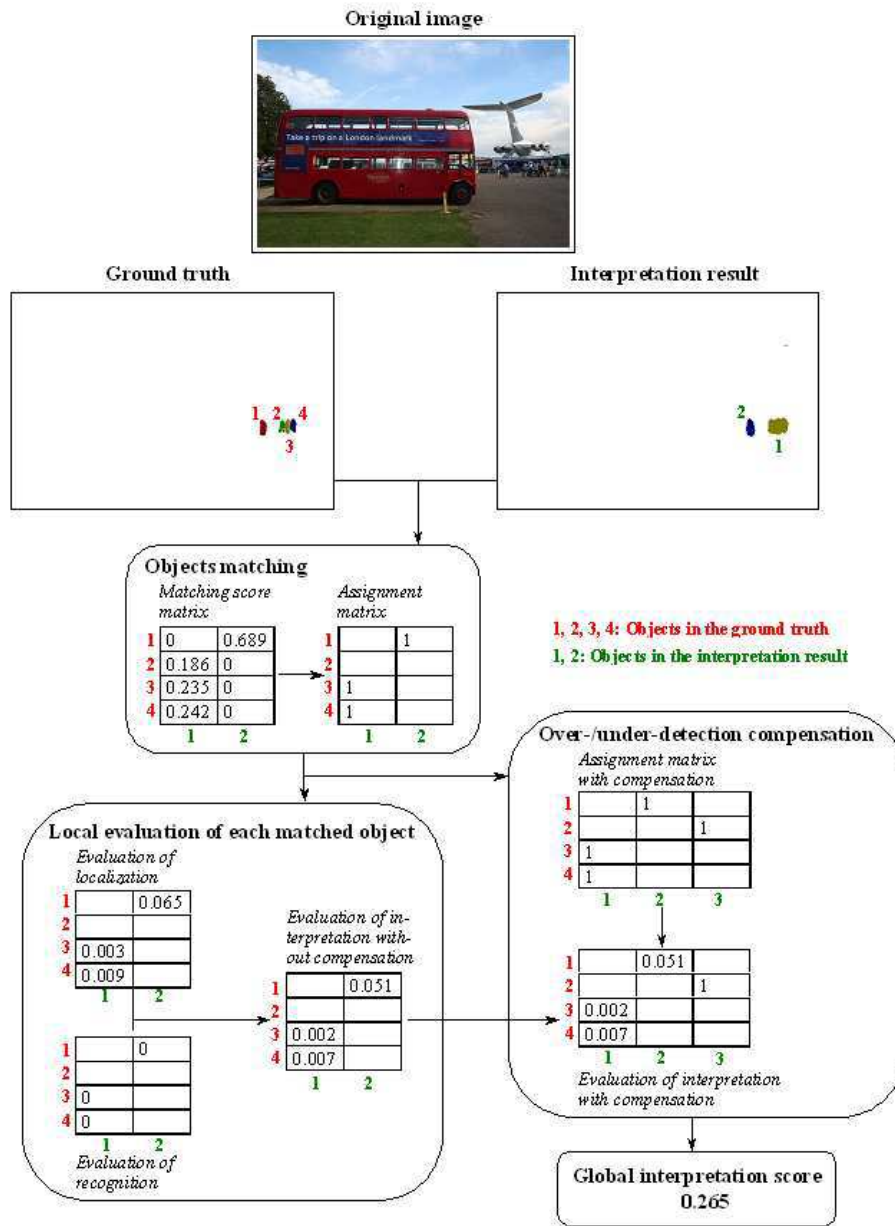 Original image
Take a trip on a London landmark
Ground truth
Interpretation result
1 2 4
3
2
1
Objects matching
Matching score
matrix
Assignment
matrix
1 0 0.689
2 0.186 0
3 0.235 0
4 0.242 0
1 2
1 1
2
3 1
4 1
1 2
1, 2, 3, 4: Objects in the ground truth
1, 2: Objects in the interpretation result
Over-/under-detection compensation
Assignment matrix
with compensation
1 1
2 1
3 1
4 1
1 2 3
Local evaluation of each matched object
Evaluation of
localization
1 0.065
2
3 0.003
4 0.009
1 2
Evaluation of in-
terpretation with-
out compensation
1 0.051
2
3 0.002
4 0.007
1 2
1 0
2
3 0
4 0
1 2
Evaluation of
recognition
1 0.051
2 1
3 0.002
4 0.007
1 2 3
Evaluation of interpretation
with compensation
Global interpretation score
0.265